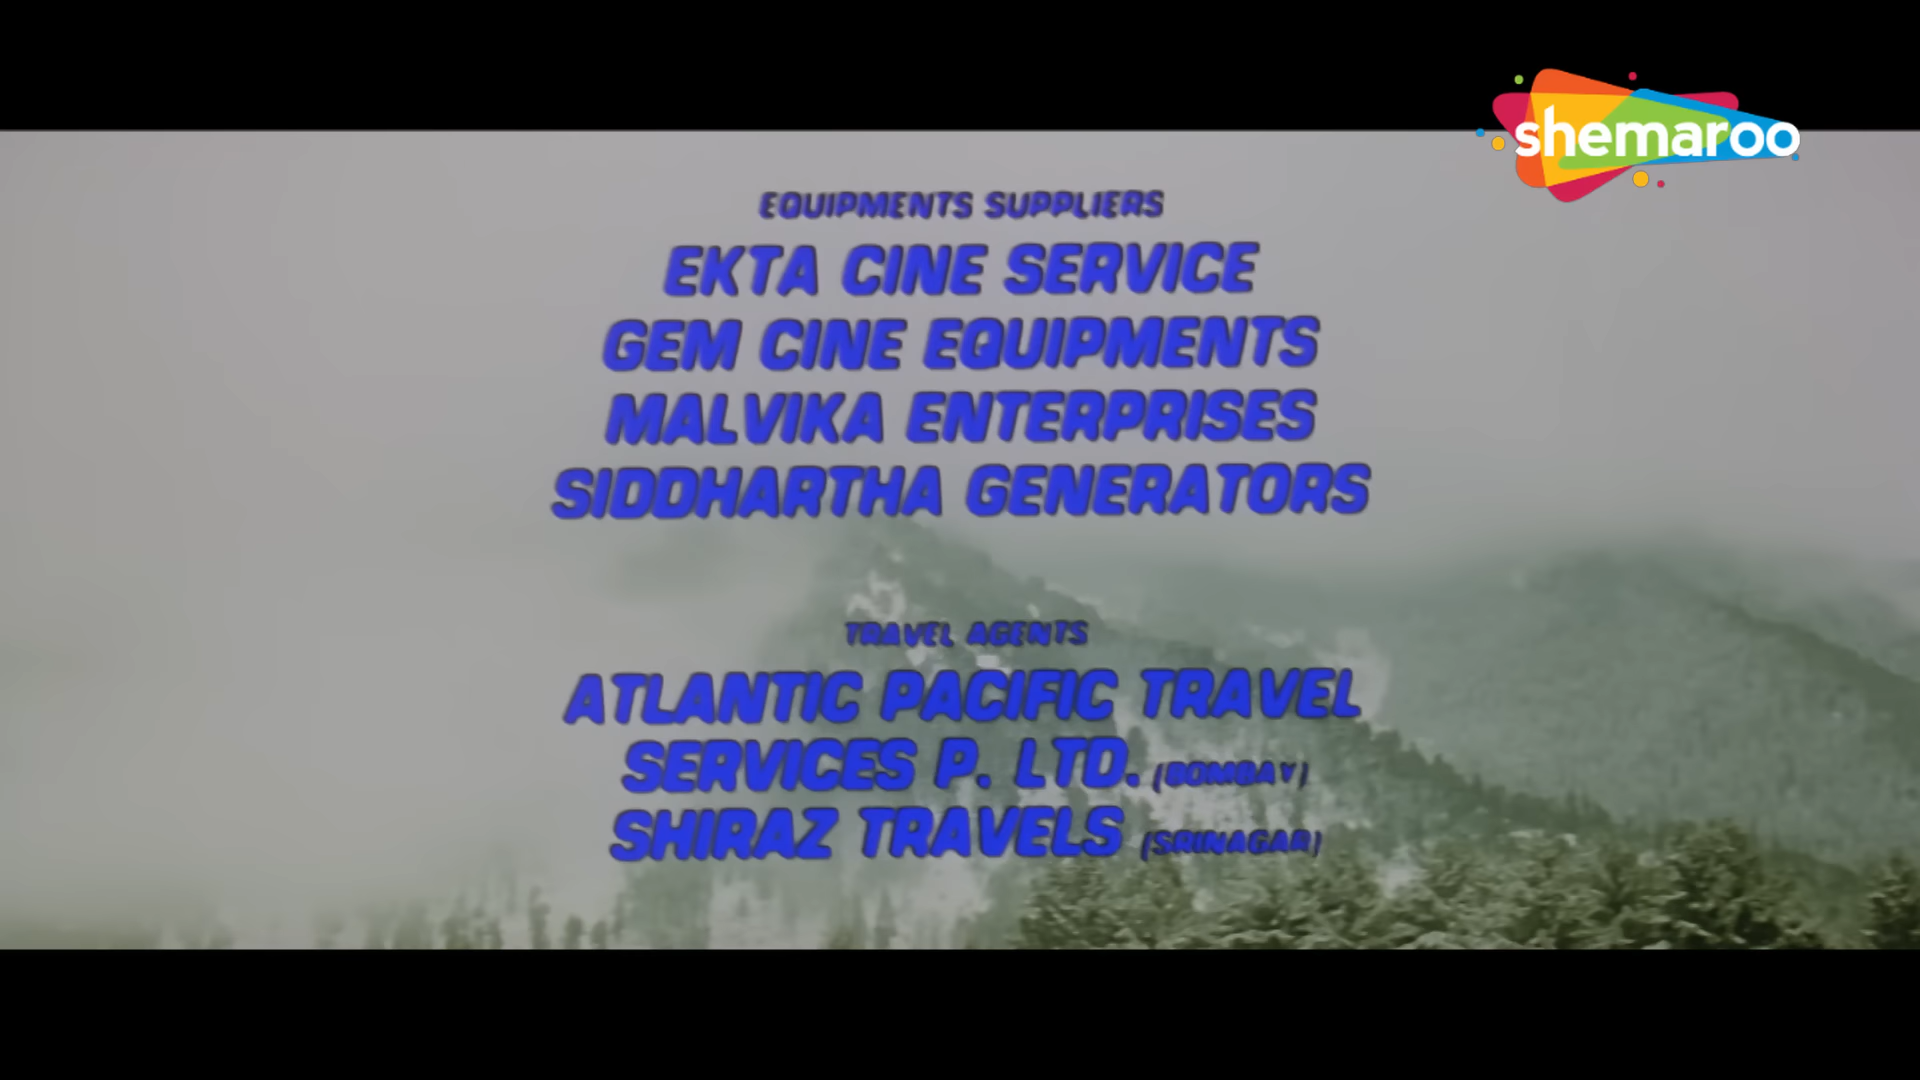 shemaroo
EQUIPMENTS SUPPLIERS
EKTA CINE SERVICE
GEM CINE EQUIPMENTS
MALVIKA ENTERPRISES
SIDDHARTHA GENERATORS
TRAVEL AGENTS
ATLANTIC PACIFIC TRAVEL
SERVICES P. LTD. (BOMBAY)
SHIRAZ TRAVELS (SRINAGAR)